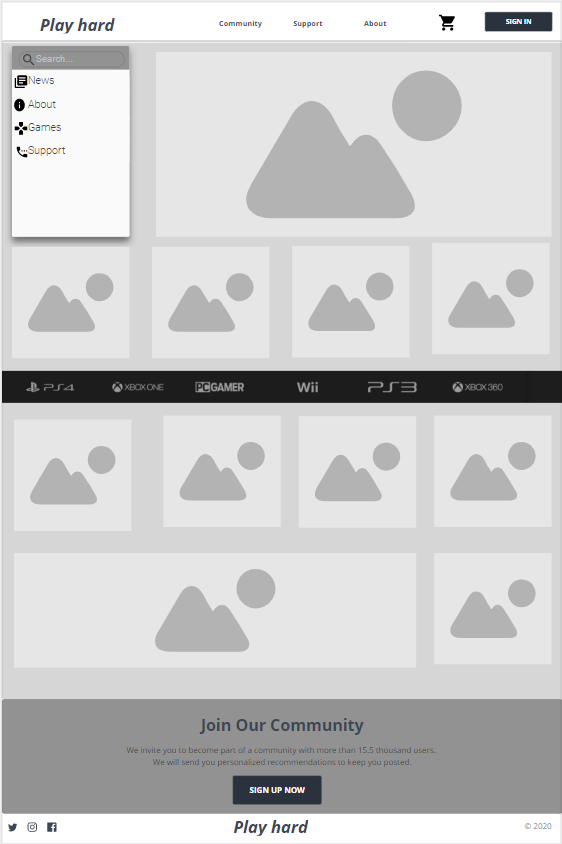 Play hard
Community Support About
SIGN IN
Search...
News
About
Games
Support
PS4 XBOX ONE PC GAMER Wii PS3 XBOX 360
Join Our Community
We invite you to become part of a community with more than 15.5 thousand users.
We will send you personalized recommendations to keep you posted.
SIGN UP NOW
Play hard
© 2020